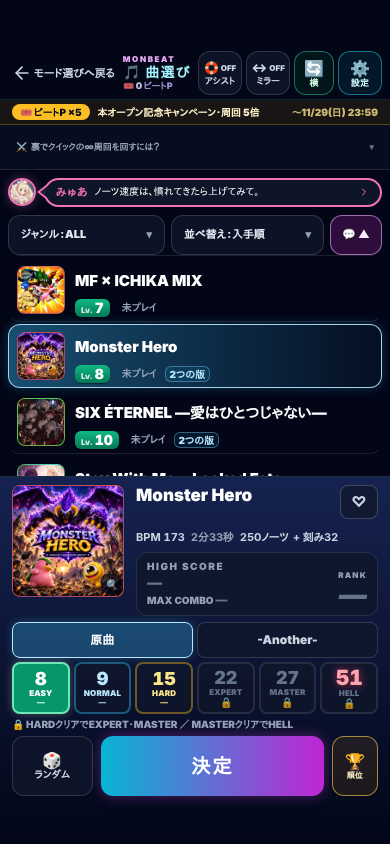 MONBEAT
← モード選びへ戻る
🎵 曲選び
🎟️ 0 ビートP
🛟 OFF
アシスト
↔ OFF
ミラー
🔄
横
⚙️
設定
🎟️ ビートP ×5 本オープン記念キャンペーン・周回 5倍 〜11/29(日) 23:59
⚔️ 裏でクイックの∞周回を回すには? ▼
みゅあ ノーツ速度は、慣れてきたら上げてみて。 〉
ジャンル:ALL ▼
並べ替え:入手順 ▼
💬 ▲
MF × ICHIKA MIX
Lv. 7 未プレイ
Monster Hero
Lv. 8 未プレイ 2つの版
SIX ÉTERNEL —愛はひとつじゃない—
Lv. 10 未プレイ 2つの版
MONSTER
HERO
Monster Hero
♡
BPM 173 2分33秒 250ノーツ + 刻み32
HIGH SCORE
—
MAX COMBO —
RANK
—
原曲
-Another-
8
EASY
—
9
NORMAL
—
15
HARD
—
22
EXPERT
🔒
27
MASTER
🔒
51
HELL
🔒
🔒 HARDクリアでEXPERT・MASTER / MASTERクリアでHELL
🎲
ランダム
決定
🏆
順位